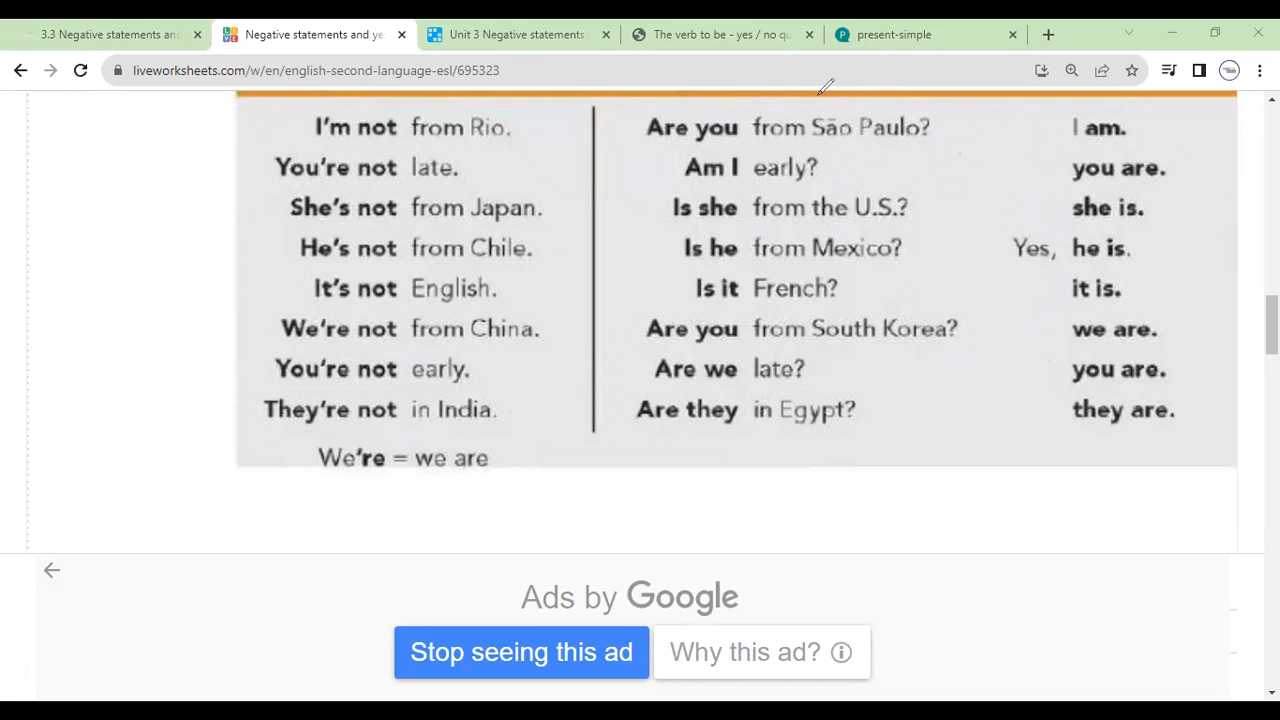 3.3 Negative statements an
Negative statements and ye
Unit 3 Negative statements
The verb to be - yes / no qu
present-simple
liveworksheets.com/w/en/english-second-language-esl/695323
I'm not from Rio. Are you from São Paulo? I am.
You're not late. Am I early? you are.
She's not from Japan. Is she from the U.S.? she is.
He's not from Chile. Is he from Mexico? Yes, he is.
It's not English. Is it French? it is.
We're not from China. Are you from South Korea? we are.
You're not early. Are we late? you are.
They're not in India. Are they in Egypt? they are.
We're = we are
Ads by Google
Stop seeing this ad Why this ad?